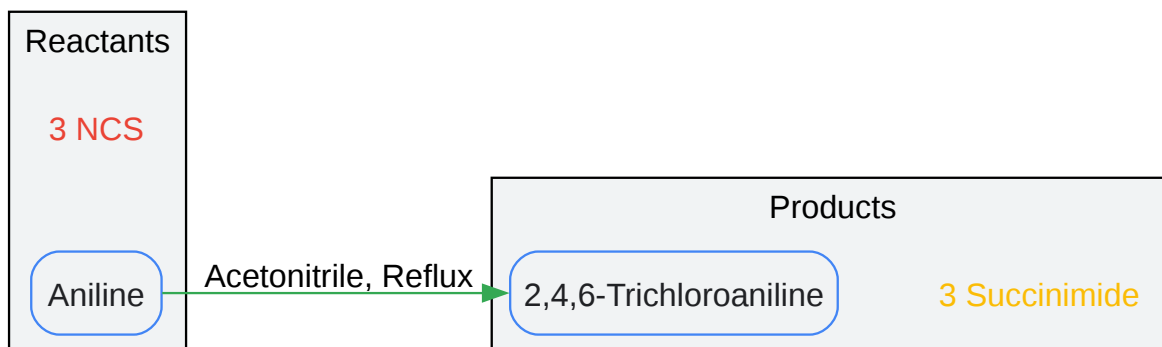 Reactants
3 NCS
Aniline
Acetonitrile, Reflux
Products
2,4,6-Trichloroaniline
3 Succinimide